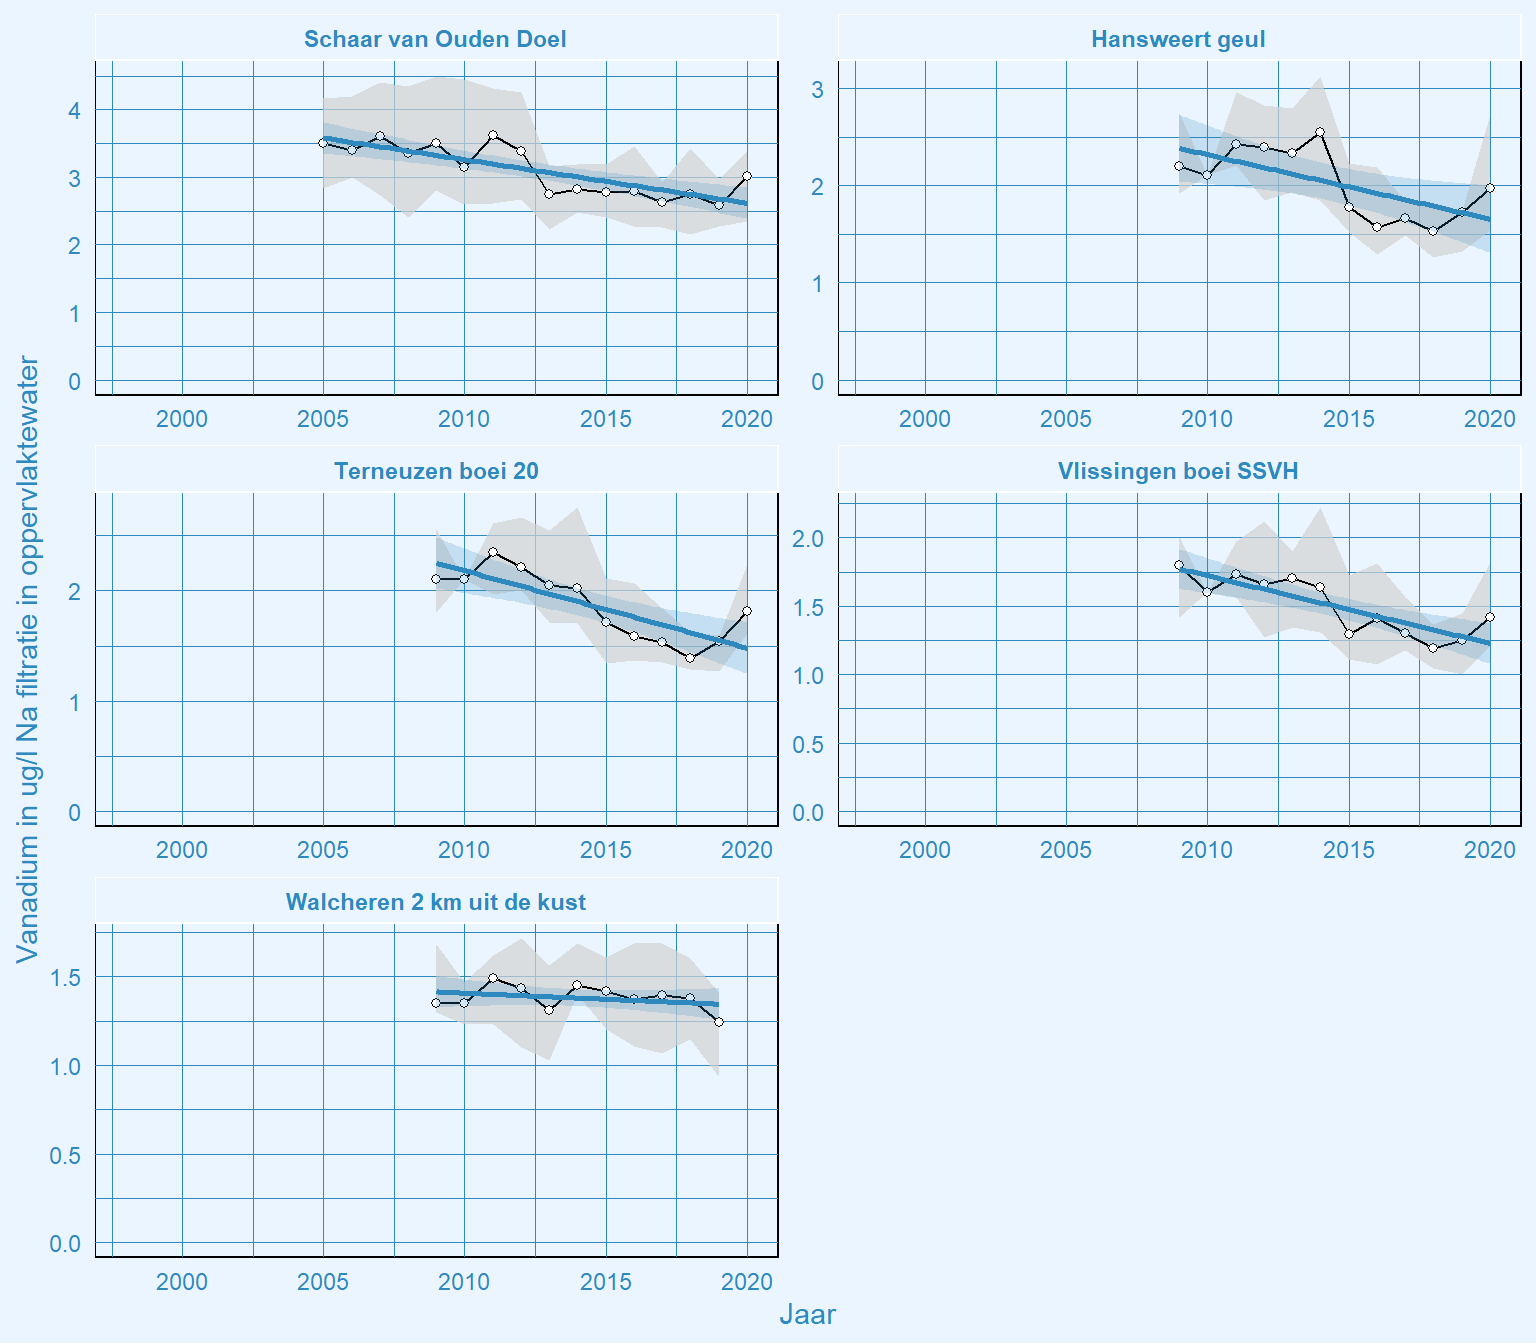 Schaar van Ouden Doel
Hansweert geul
4
3
2
1
0
3
2
1
0
2000 2005 2010 2015 2020
2000 2005 2010 2015 2020
Terneuzen boei 20
Vlissingen boei SSVH
2
1
0
2.0
1.5
1.0
0.5
0.0
2000 2005 2010 2015 2020
2000 2005 2010 2015 2020
Walcheren 2 km uit de kust
1.5
1.0
0.5
0.0
2000 2005 2010 2015 2020
Jaar
Vanadium in ug/l Na filtratie in oppervlaktewater